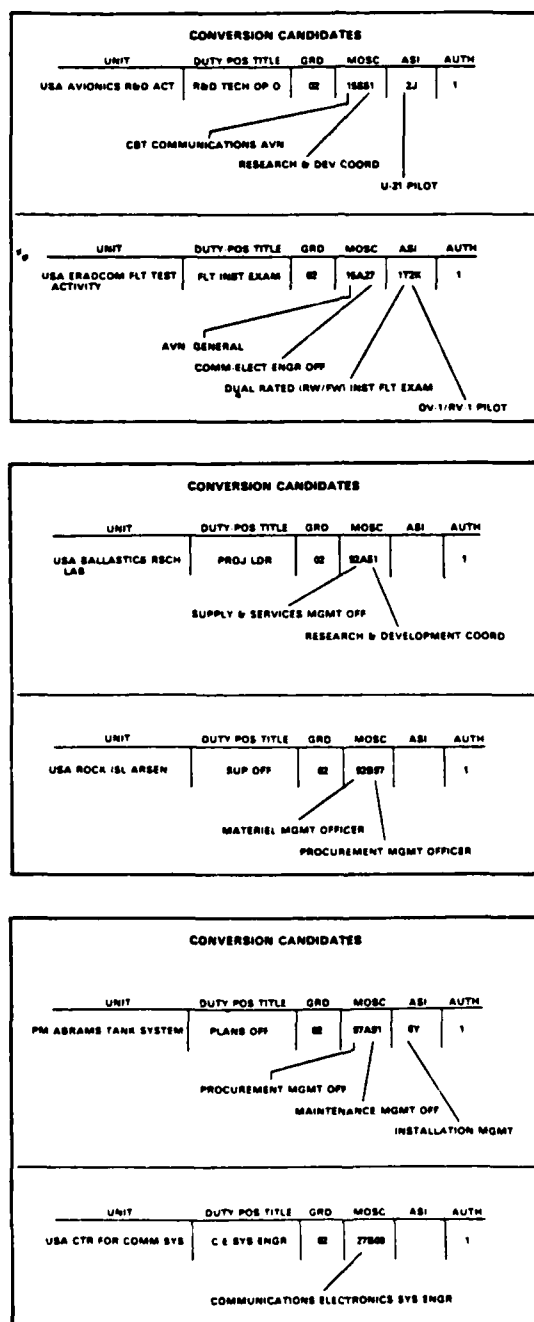 CONVERSION CANDIDATES
UNIT DUTY POS TITLE GRD MOSC ASI AUTH
USA AVIONICS R&D ACT R&D TECH OP O 02 15B51 2J 1
CBT COMMUNICATIONS AVN
RESEARCH & DEV COORD
U-21 PILOT
UNIT DUTY POS TITLE GRD MOSC ASI AUTH
USA ERADCOM FLT TEST FLT INST EXAM 02 15A27 1T2K 1
ACTIVITY
AVN GENERAL
COMM-ELECT ENGR OFF
DUAL RATED (RW/FW) INST FLT EXAM
OV-1/RV-1 PILOT
CONVERSION CANDIDATES
UNIT DUTY POS TITLE GRD MOSC ASI AUTH
USA BALLASTICS RSCH PROJ LDR 02 92A51 1
LAB
SUPPLY & SERVICES MGMT OFF
RESEARCH & DEVELOPMENT COORD
UNIT DUTY POS TITLE GRD MOSC ASI AUTH
USA ROCK ISL ARSEN SUP OFF 02 92B97 1
MATERIEL MGMT OFFICER
PROCUREMENT MGMT OFFICER
CONVERSION CANDIDATES
UNIT DUTY POS TITLE GRD MOSC ASI AUTH
PM ABRAMS TANK SYSTEM PLANS OFF 02 97A91 6Y 1
PROCUREMENT MGMT OFF
MAINTENANCE MGMT OFF
INSTALLATION MGMT
UNIT DUTY POS TITLE GRD MOSC ASI AUTH
USA CTR FOR COMM SYS C E SYS ENGR 02 1
COMMUNICATIONS ELECTRONICS SYS ENGR